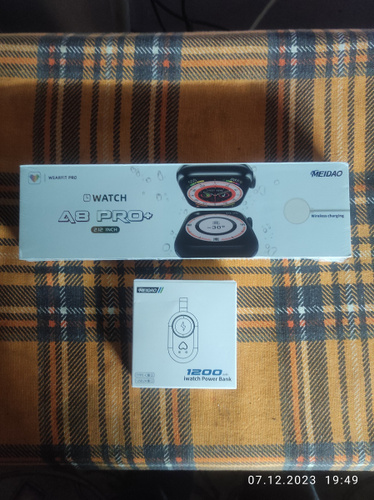 WEARFIT PRO
MEIDAO
WATCH
A8 PRO+
2.12 INCH
Wireless charging
MEIDAO
1200
Iwatch Power Bank
07.12.2023 19:49